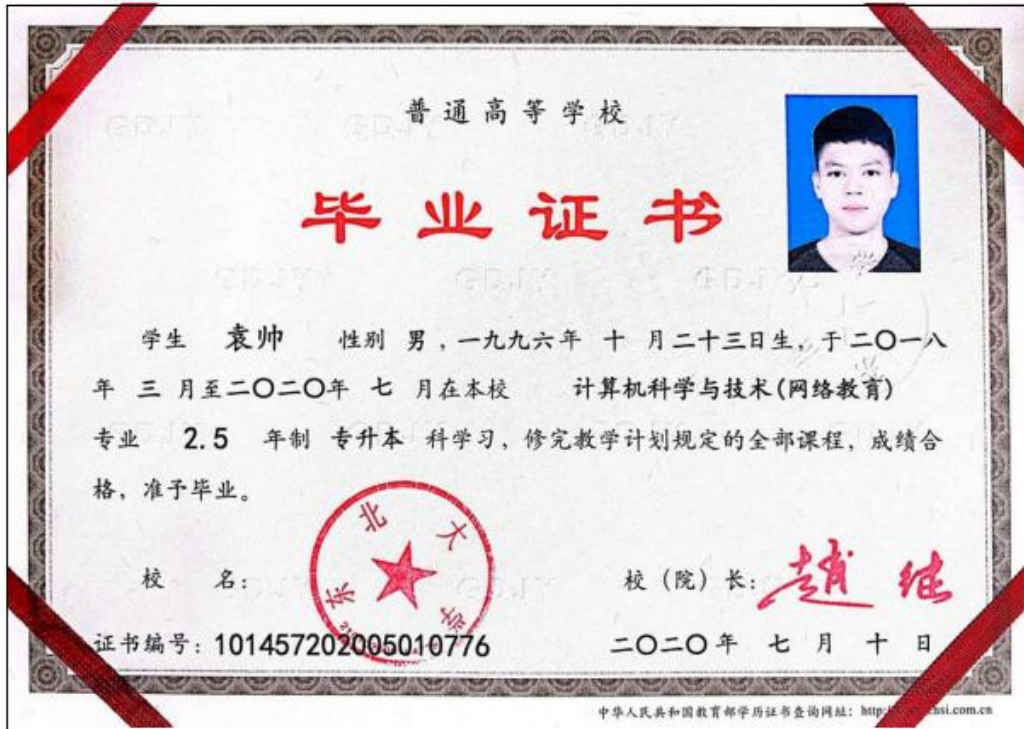 普通高等学校
毕业证书
学生 袁帅 性别 男，一九九六年 十 月二十三日生，于二〇一八
年 三 月至二〇二〇年 七 月在本校 计算机科学与技术(网络教育)
专业 2.5 年制 专升本 科学习，修完教学计划规定的全部课程，成绩合
格，准予毕业。
东北大学
校 名：
校（院）长：赵继
证书编号：101457202005010776
二〇二〇年 七 月 十 日
中华人民共和国教育部学历证书查询网址：